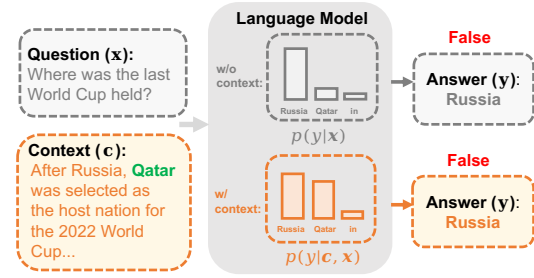 Language Model
Question (x):
Where was the last
World Cup held?
Context (c):
After Russia, Qatar
was selected as
the host nation for
the 2022 World
Cup...
w/o
context:
Russia Qatar in
p(y|x)
w/
context:
Russia Qatar in
p(y|c, x)
False
Answer (y):
Russia
False
Answer (y):
Russia